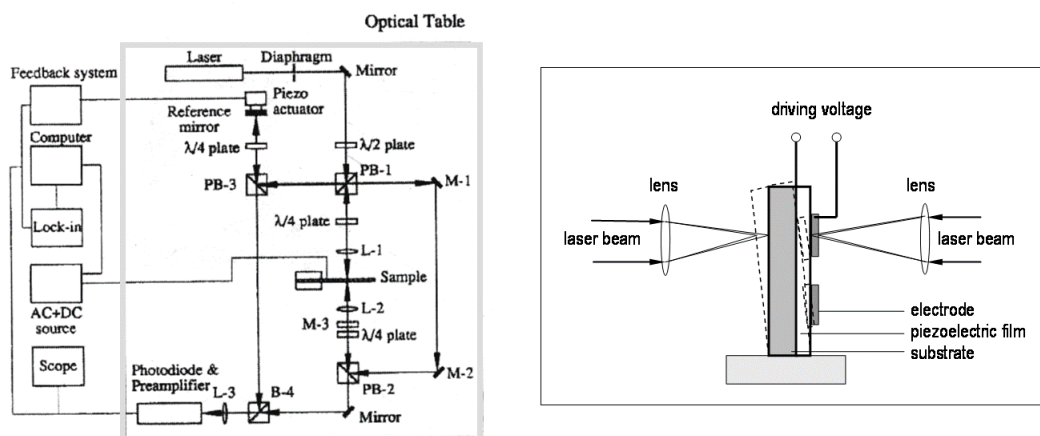 Optical Table
Laser
Diaphragm
Mirror
Feedback system
Piezo
actuator
Reference
mirror
λ/4 plate
λ/2 plate
Computer
PB-3
PB-1
M-1
λ/4 plate
Lock-in
L-1
Sample
AC+DC
source
L-2
M-3
λ/4 plate
Scope
Photodiode &
Preamplifier
L-3
B-4
PB-2
M-2
Mirror
driving voltage
lens
lens
laser beam
laser beam
electrode
piezoelectric film
substrate